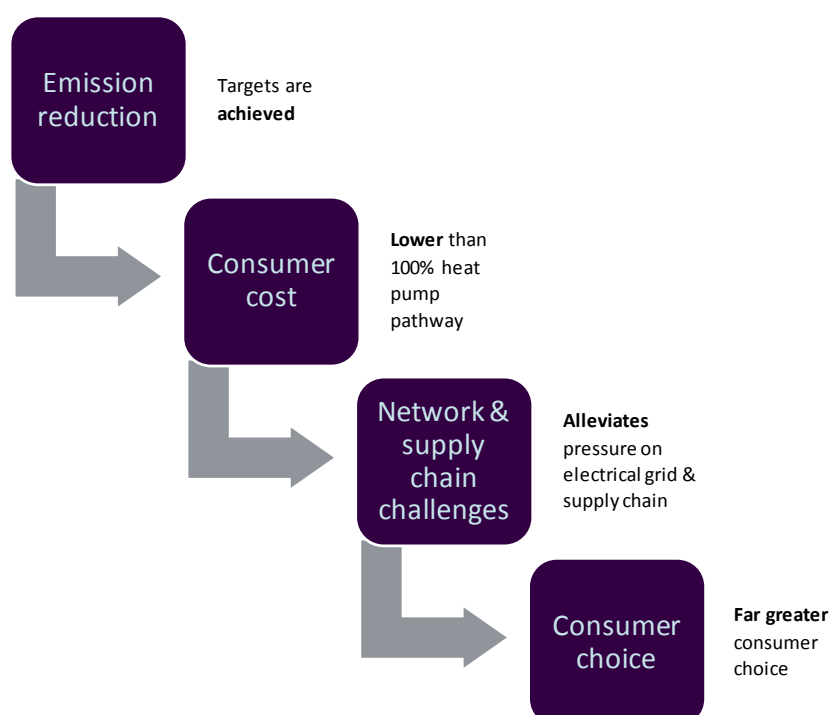 Emission
reduction
Targets are
achieved
Consumer
cost
Lower than
100% heat
pump
pathway
Network &
supply
chain
challenges
Alleviates
pressure on
electrical grid &
supply chain
Consumer
choice
Far greater
consumer
choice